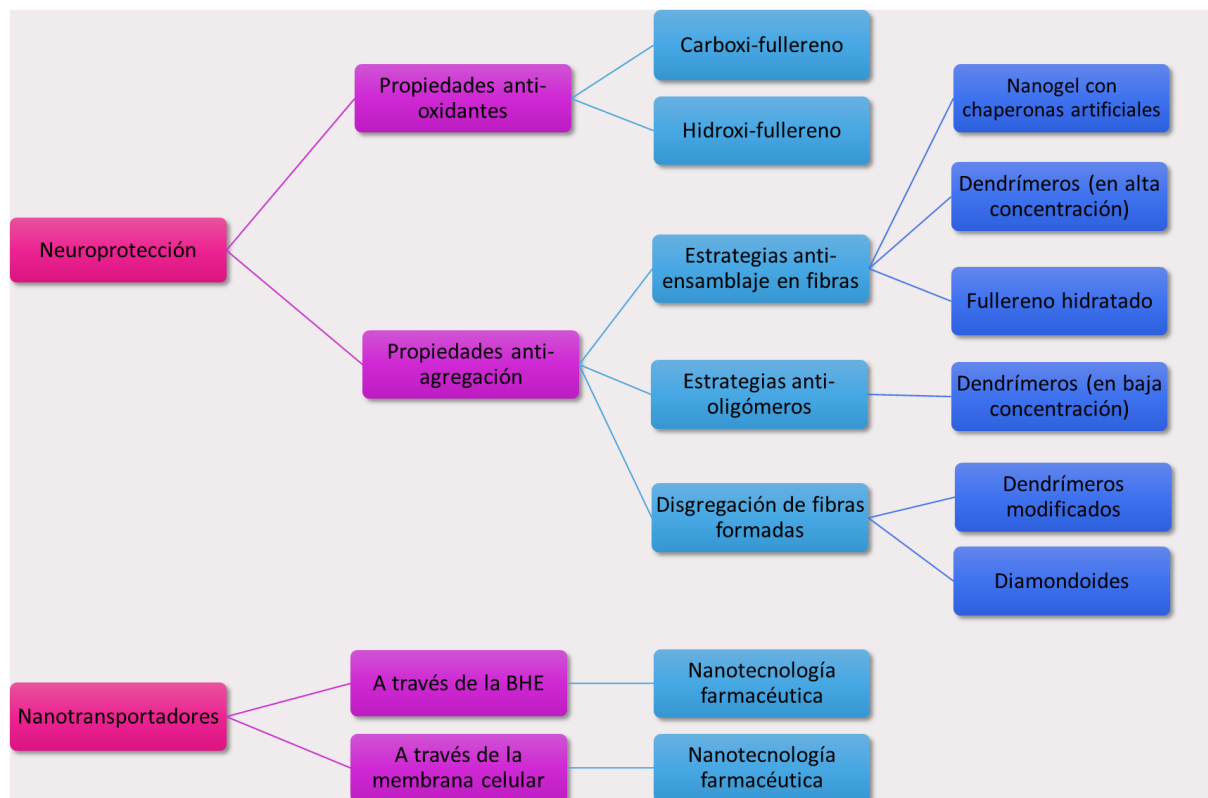 Neuroprotección
Propiedades anti-
oxidantes
Carboxi-fullereno
Hidroxi-fullereno
Propiedades anti-
agregación
Estrategias anti-
ensamblaje en fibras
Nanogel con
chaperonas artificiales
Dendrímeros (en alta
concentración)
Fullereno hidratado
Estrategias anti-
oligómeros
Dendrímeros (en baja
concentración)
Disgregación de fibras
formadas
Dendrímeros
modificados
Diamondoides
Nanotransportadores
A través de la BHE
Nanotecnología
farmacéutica
A través de la
membrana celular
Nanotecnología
farmacéutica